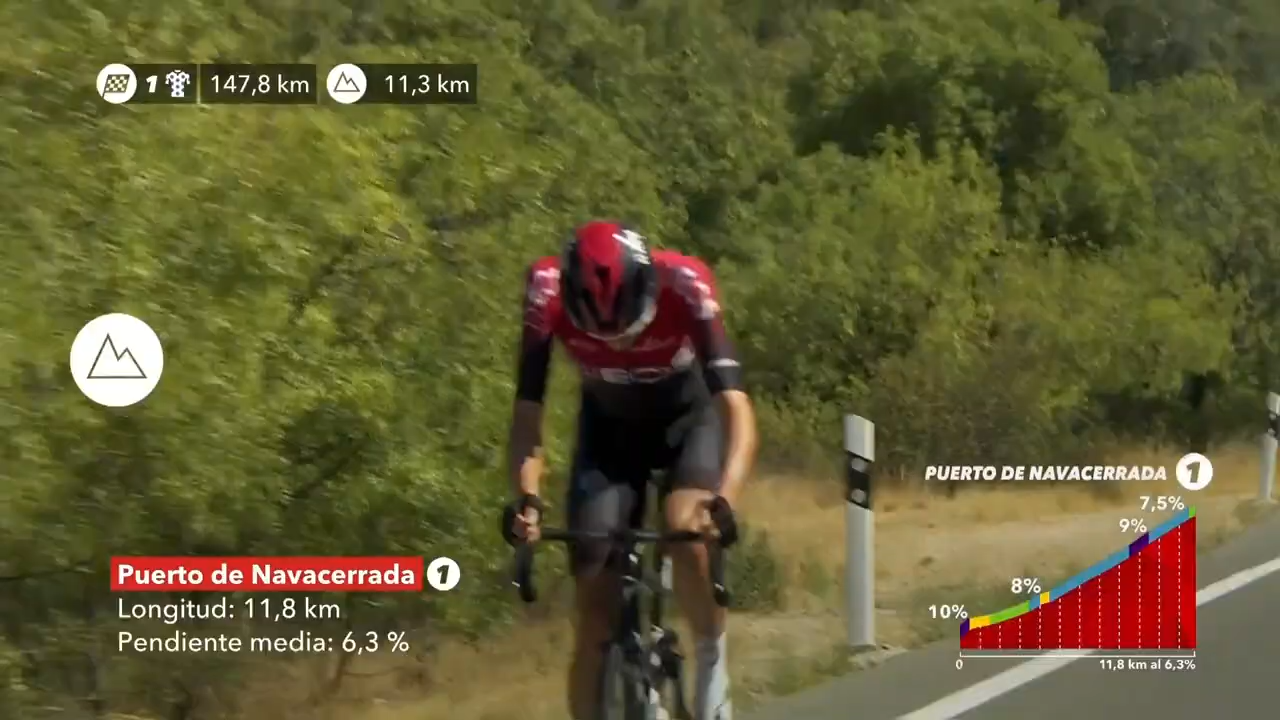 1 147,8 km 11,3 km
PUERTO DE NAVACERRADA 1
7,5%
9%
8%
10%
0 11,8 km al 6,3%
Puerto de Navacerrada 1
Longitud: 11,8 km
Pendiente media: 6,3 %